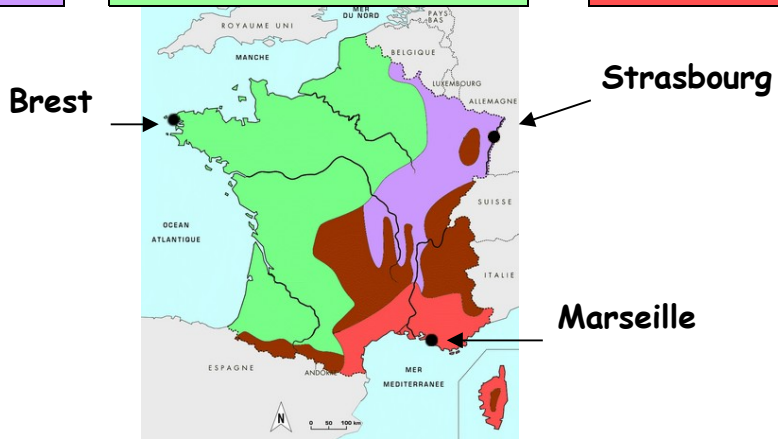 MER
DU NORD
ROYAUME UNI
PAYS-
BAS
MANCHE
BELGIQUE
LUXEMBOURG
ALLEMAGNE
Strasbourg
Brest
SUISSE
OCEAN
ATLANTIQUE
ITALIE
Marseille
ESPAGNE
ANDORRE
MER
MEDITERRANEE
N
0 50 100 km